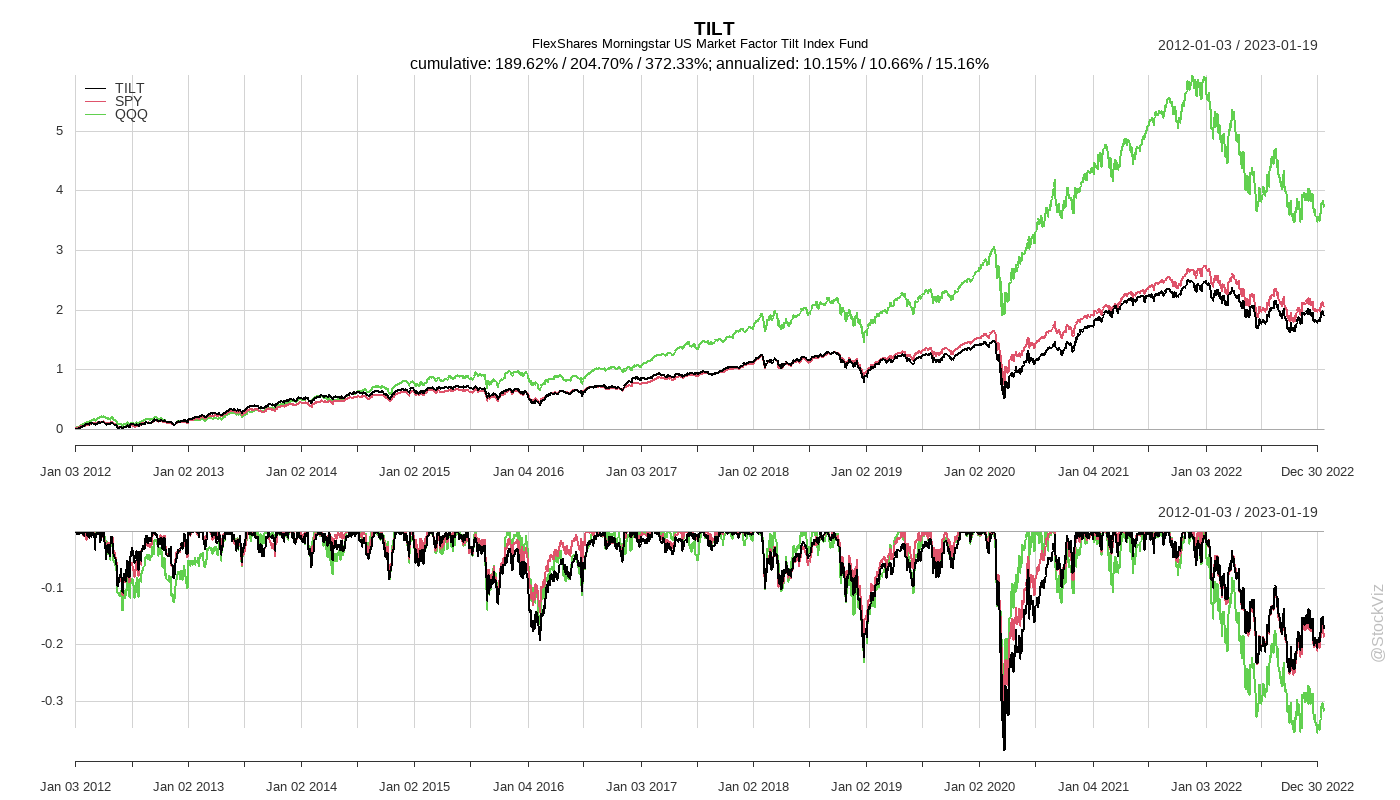 TILT
FlexShares Morningstar US Market Factor Tilt Index Fund
2012-01-03 / 2023-01-19
cumulative: 189.62% / 204.70% / 372.33%; annualized: 10.15% / 10.66% / 15.16%
TILT
SPY
QQQ
5
4
3
2
1
0
Jan 03 2012 Jan 02 2013 Jan 02 2014 Jan 02 2015 Jan 04 2016 Jan 03 2017 Jan 02 2018 Jan 02 2019 Jan 02 2020 Jan 04 2021 Jan 03 2022 Dec 30 2022
2012-01-03 / 2023-01-19
-0.1
-0.2
-0.3
Jan 03 2012 Jan 02 2013 Jan 02 2014 Jan 02 2015 Jan 04 2016 Jan 03 2017 Jan 02 2018 Jan 02 2019 Jan 02 2020 Jan 04 2021 Jan 03 2022 Dec 30 2022
@StockViz